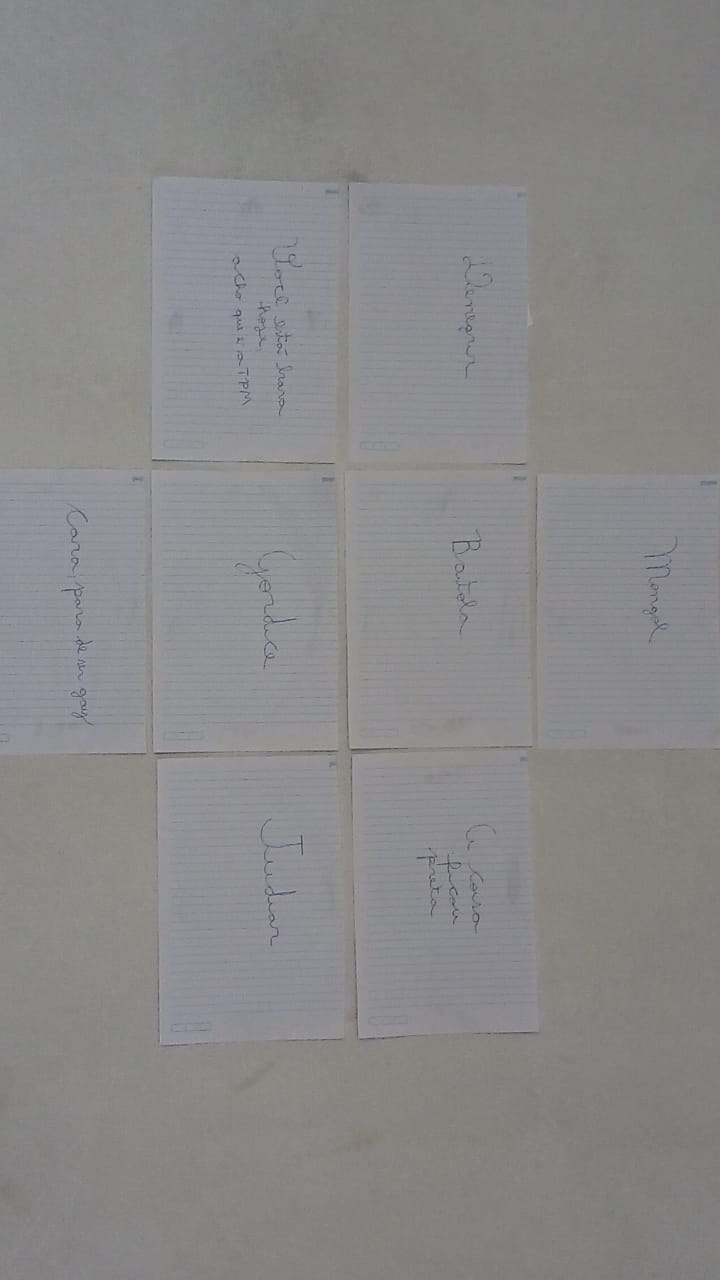 Mongol
Denegrir
Baitola
A coisa
ficou
preta
Você está brava
hoje,
acho que é a TPM
Gordice
Judiar
Cara, para de ser gay